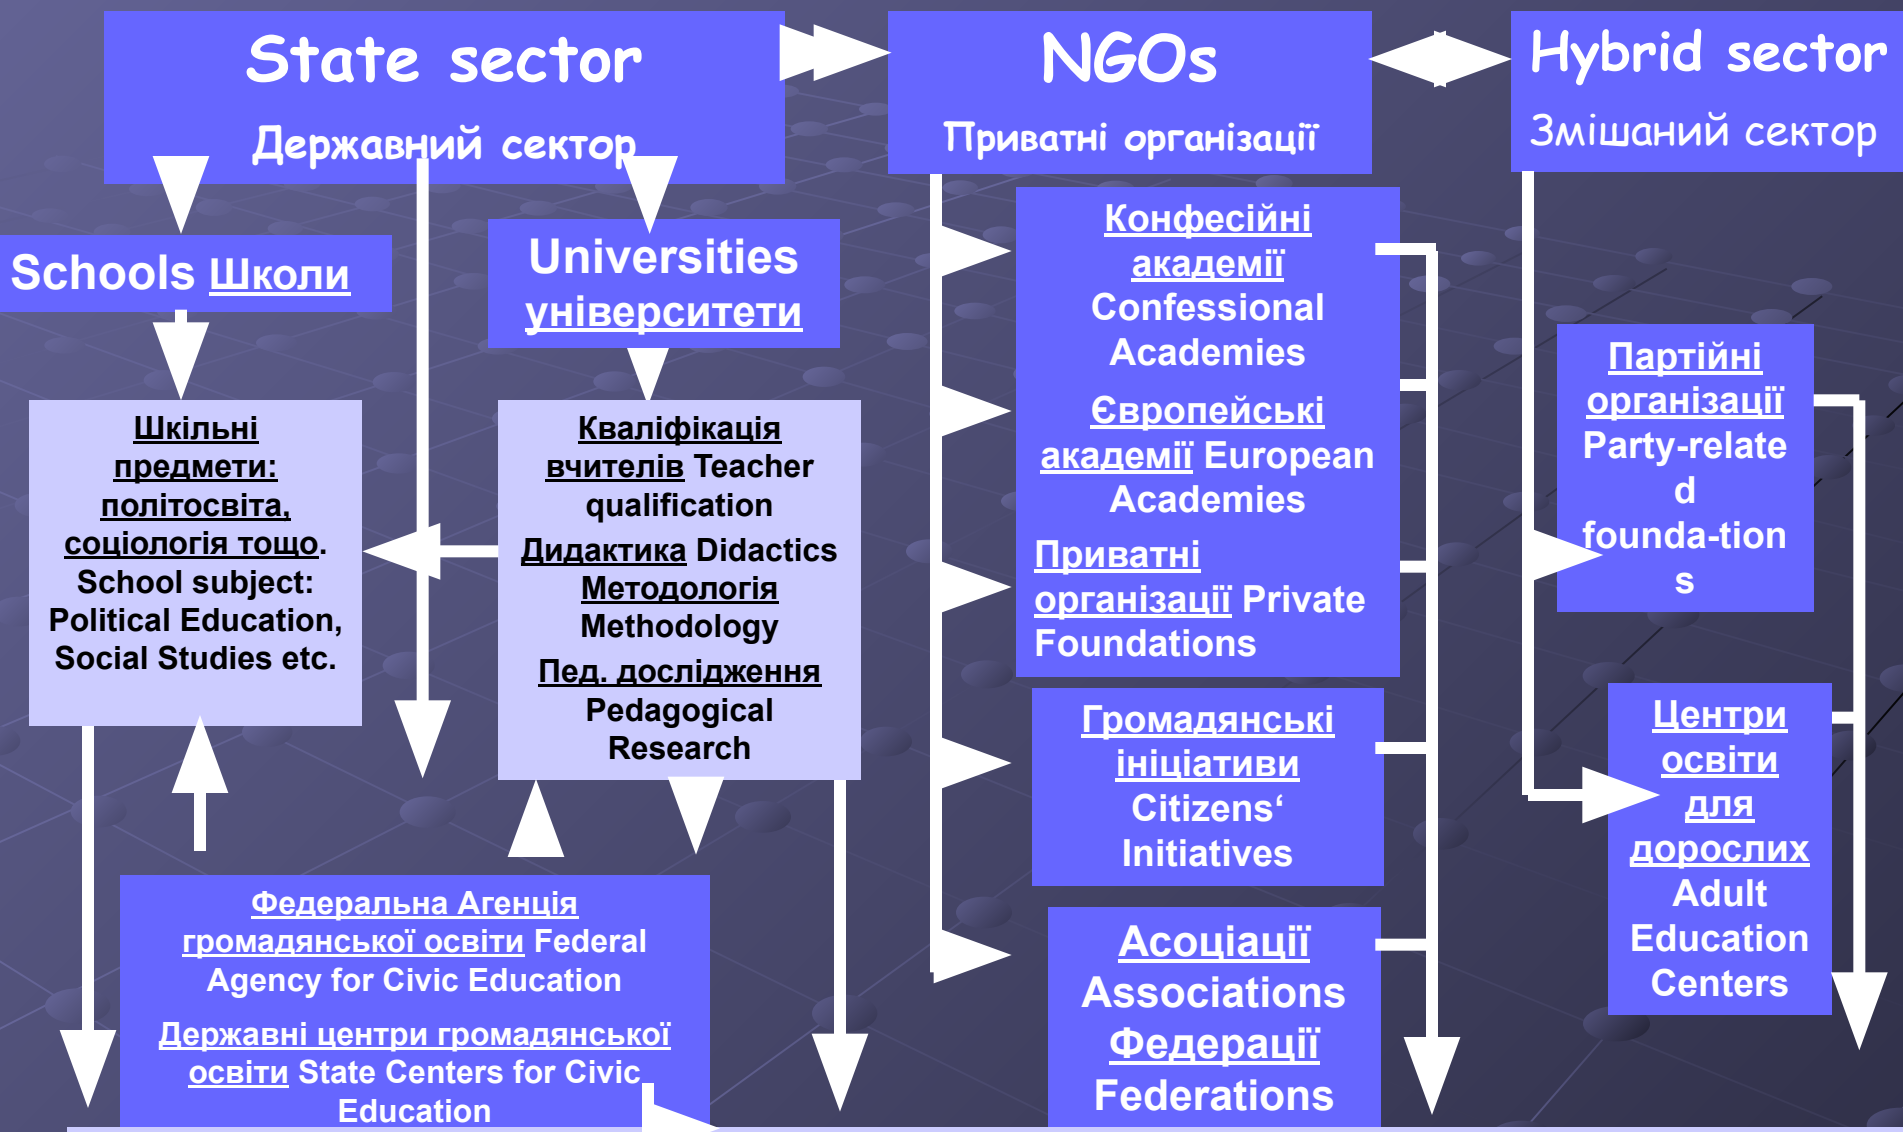 State sector
Державний сектор
NGOs
Приватні організації
Hybrid sector
Змішаний сектор
Schools Школи
Universities
університети
Шкільні
предмети:
політосвіта,
соціологія тощо.
School subject:
Political Education,
Social Studies etc.
Кваліфікація
вчителів Teacher
qualification
Дидактика Didactics
Методологія
Methodology
Пед. дослідження
Pedagogical
Research
Федеральна Агенція
громадянської освіти Federal
Agency for Civic Education
Державні центри громадянської
освіти State Centers for Civic
Education
Конфесійні
академії
Confessional
Academies
Європейські
академії European
Academies
Приватні
організації Private
Foundations
Громадянські
ініціативи
Citizens‘
Initiatives
Асоціації
Associations
Федерації
Federations
Партійні
організації
Party-relate
d
founda-tion
s
Центри
освіти
для
дорослих
Adult
Education
Centers